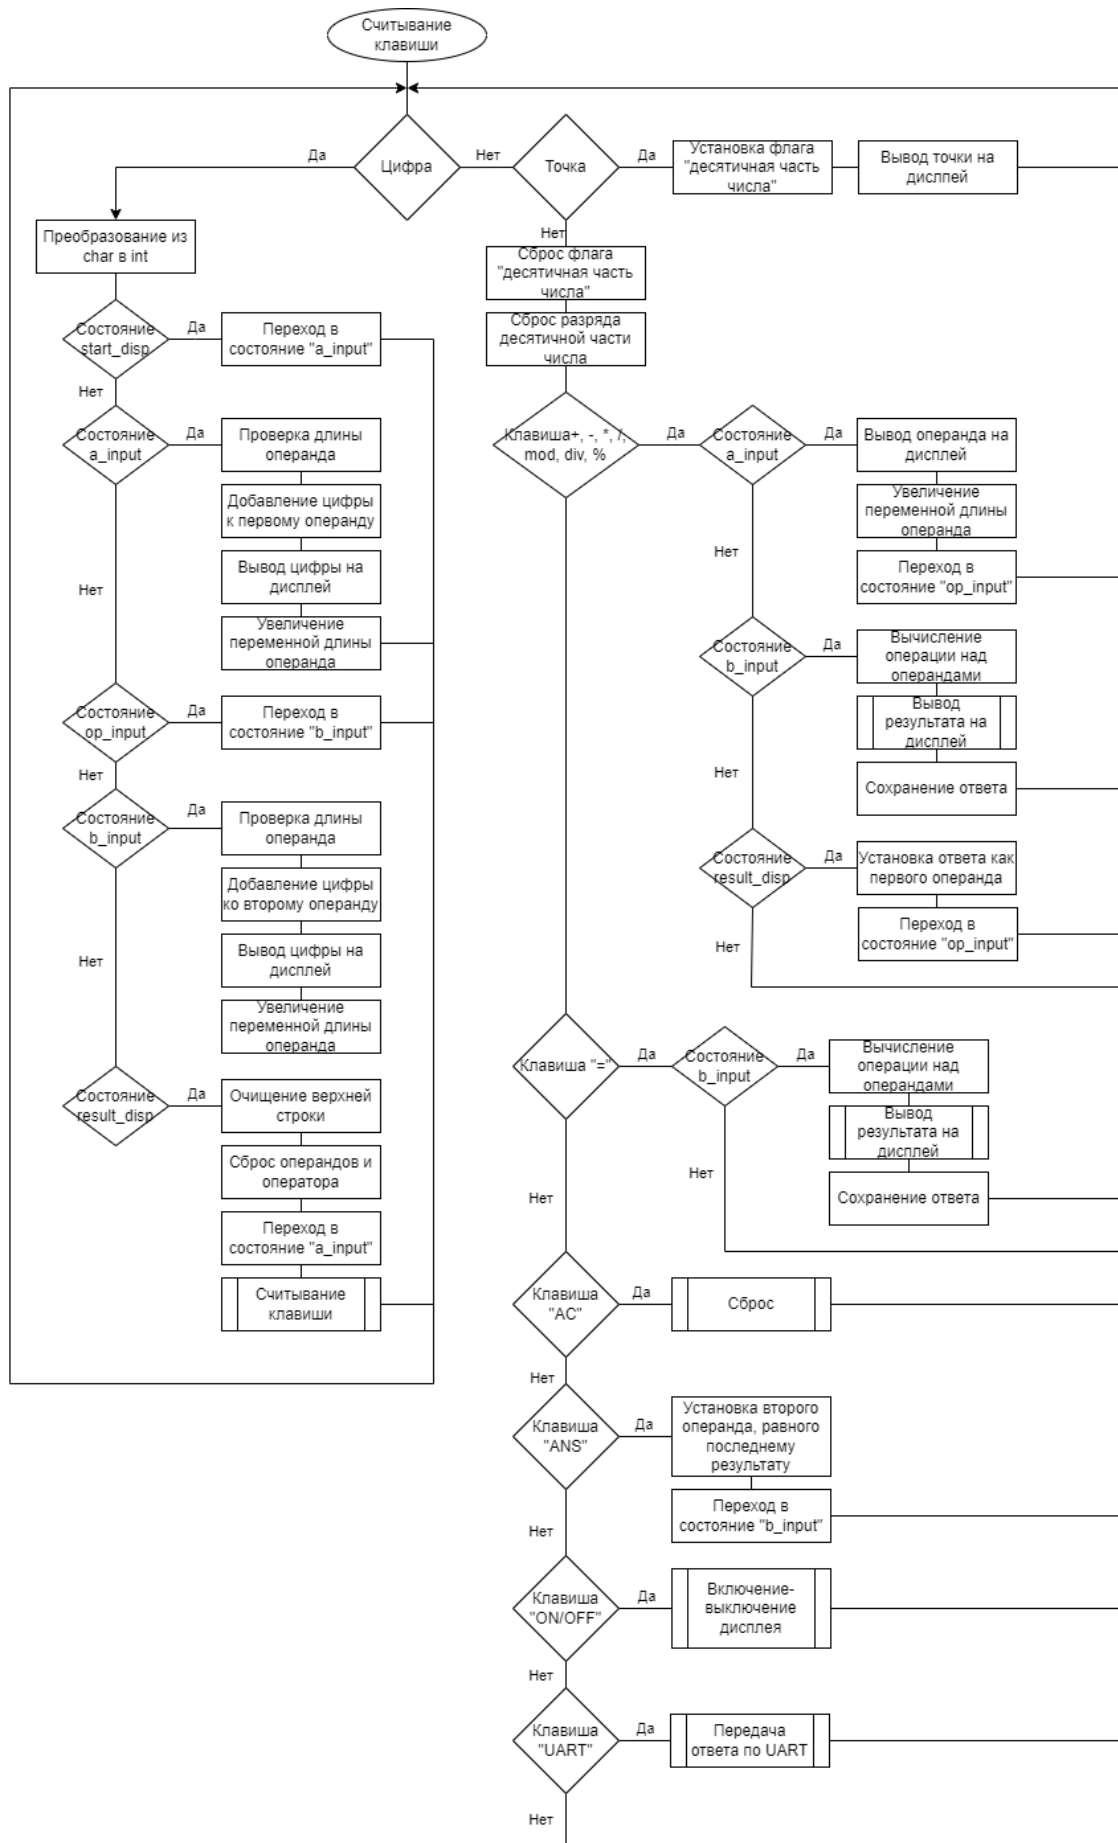 Считывание
клавиши
Цифра
Да
Нет
Точка
Да
Установка флага
"десятичная часть
числа"
Вывод точки на
дислпей
Нет
Преобразование из
char в int
Сброс флага
"десятичная часть
числа"
Сброс разряда
десятичной части
числа
Состояние
start_disp
Да
Переход в
состояние "a_input"
Нет
Состояние
a_input
Да
Проверка длины
операнда
Добавление цифры
к первому операнду
Вывод цифры на
дисплей
Увеличение
переменной длины
операнда
Нет
Состояние
op_input
Да
Переход в
состояние "b_input"
Нет
Состояние
b_input
Да
Проверка длины
операнда
Добавление цифры
ко второму операнду
Вывод цифры на
дисплей
Увеличение
переменной длины
операнда
Нет
Состояние
result_disp
Да
Очищение верхней
строки
Сброс операндов и
оператора
Переход в
состояние "a_input"
Считывание
клавиши
Клавиша+, -, *, /,
mod, div, %
Да
Состояние
a_input
Да
Вывод операнда на
дисплей
Увеличение
переменной длины
операнда
Переход в
состояние "op_input"
Нет
Состояние
b_input
Да
Вычисление
операции над
операндами
Вывод
результата на
дисплей
Сохранение ответа
Нет
Состояние
result_disp
Да
Установка ответа как
первого операнда
Переход в
состояние "op_input"
Нет
Нет
Клавиша "="
Да
Состояние
b_input
Да
Вычисление
операции над
операндами
Вывод
результата на
дисплей
Сохранение ответа
Нет
Нет
Клавиша
"AC"
Да
Сброс
Нет
Клавиша
"ANS"
Да
Установка второго
операнда, равного
последнему
результату
Переход в
состояние "b_input"
Нет
Клавиша
"ON/OFF"
Да
Включение-
выключение
дисплея
Нет
Клавиша
"UART"
Да
Передача
ответа по UART
Нет